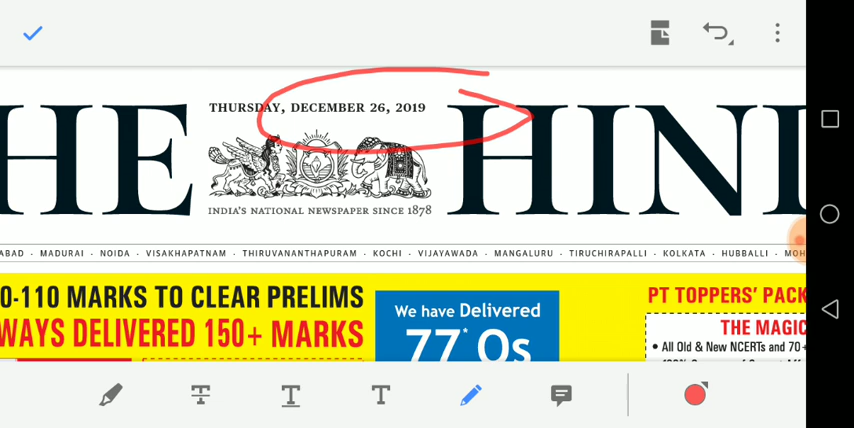 THURSDAY, DECEMBER 26, 2019
HE HIN
INDIA'S NATIONAL NEWSPAPER SINCE 1878
ABAD · MADURAI · NOIDA · VISAKHAPATNAM · THIRUVANANTHAPURAM · KOCHI · VIJAYAWADA · MANGALURU · TIRUCHIRAPALLI · KOLKATA · HUBBALLI · MOH
0-110 MARKS TO CLEAR PRELIMS
WAYS DELIVERED 150+ MARKS
We have Delivered
77* Qs
PT TOPPERS' PACK
THE MAGIC
• All Old & New NCERTs and 70+
T T T